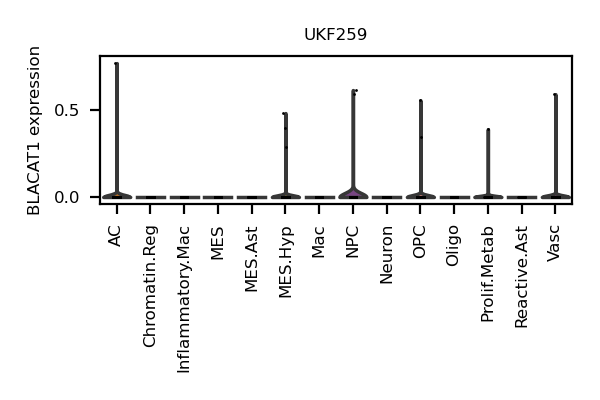 UKF259
BLACAT1 expression
0.5
0.0
AC
Chromatin.Reg
Inflammatory.Mac
MES
MES.Ast
MES.Hyp
Mac
NPC
Neuron
OPC
Oligo
Prolif.Metab
Reactive.Ast
Vasc